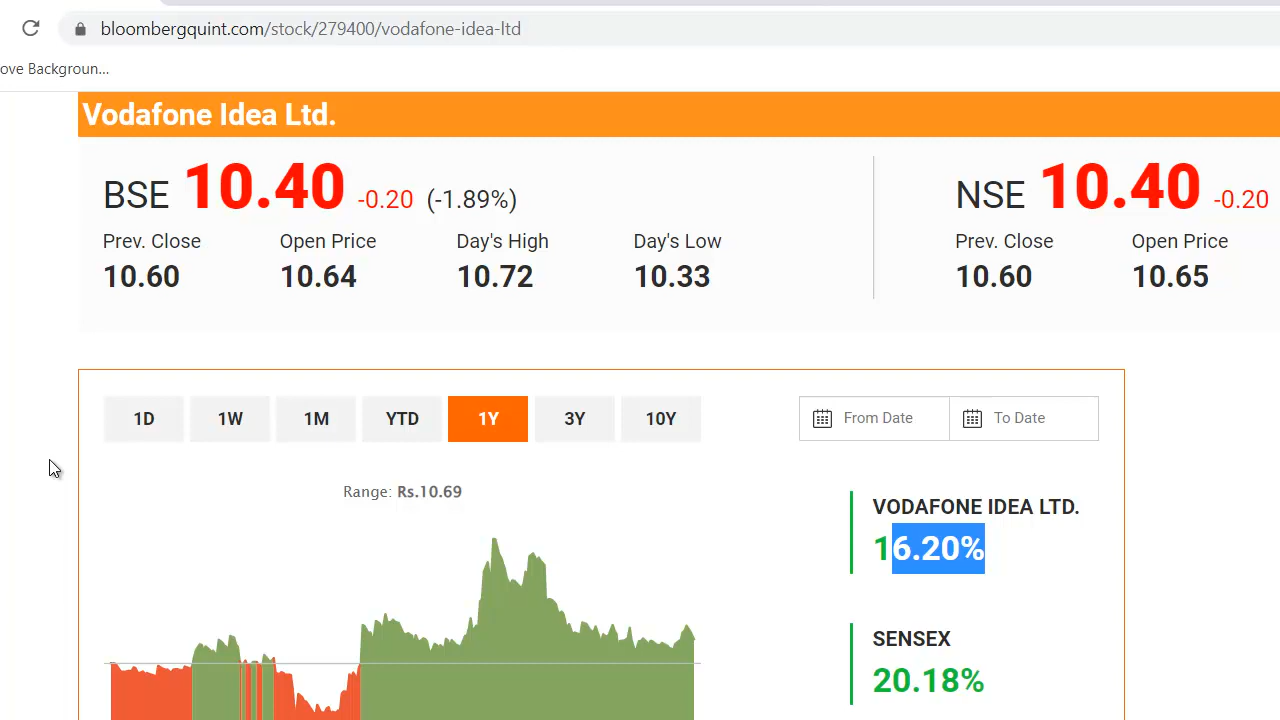 bloombergquint.com/stock/279400/vodafone-idea-ltd
ove Backgroun...
Vodafone Idea Ltd.
BSE 10.40 -0.20 (-1.89%)
Prev. Close Open Price Day's High Day's Low
10.60 10.64 10.72 10.33
NSE 10.40 -0.20
Prev. Close Open Price
10.60 10.65
1D 1W 1M YTD 1Y 3Y 10Y
From Date To Date
Range: Rs.10.69
VODAFONE IDEA LTD.
16.20%
SENSEX
20.18%